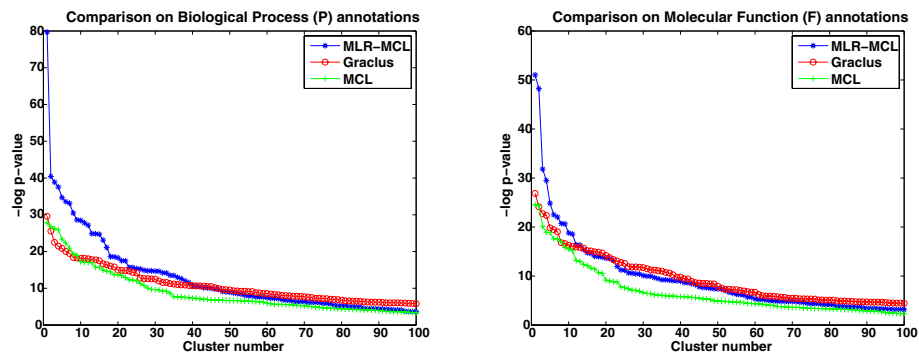 Comparison on Biological Process (P) annotations
80
70
60
50
40
30
20
10
0
−log p−value
MLR−MCL
Graclus
MCL
0 10 20 30 40 50 60 70 80 90 100
Cluster number
Comparison on Molecular Function (F) annotations
60
50
40
30
20
10
0
−log p−value
MLR−MCL
Graclus
MCL
0 10 20 30 40 50 60 70 80 90 100
Cluster number